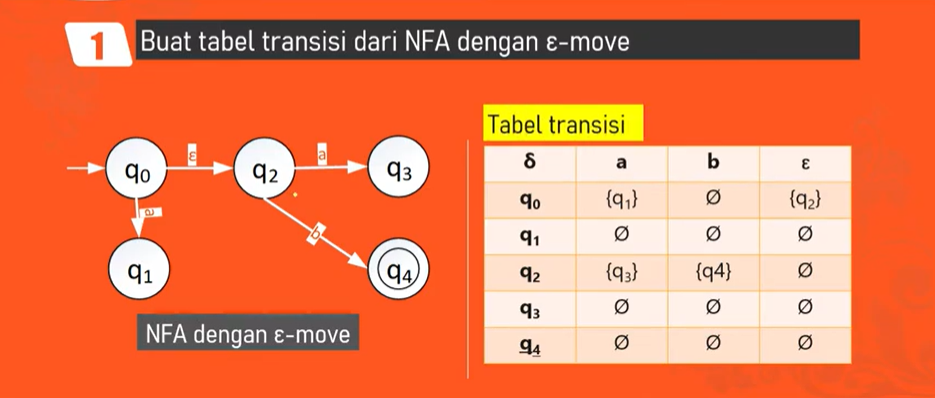 1 Buat tabel transisi dari NFA dengan ε-move
Tabel transisi
q₀ ε q₂ a q₃
a
b
q₁ q₄
NFA dengan ε-move
δ a b ε
q₀ {q₁} Ø {q₂}
q₁ Ø Ø Ø
q₂ {q₃} {q4} Ø
q₃ Ø Ø Ø
q₄ Ø Ø Ø